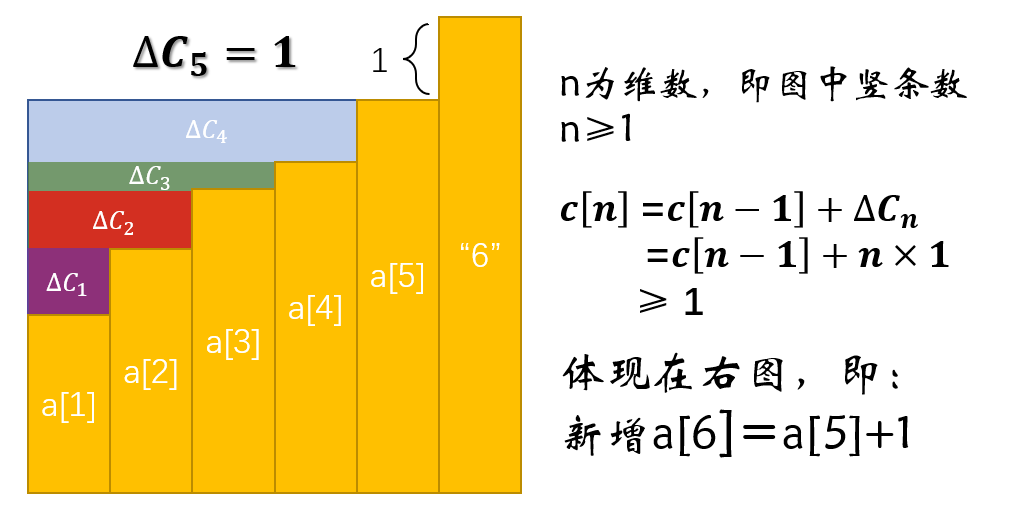 ΔC₅ = 1
1
ΔC₄
ΔC₃
ΔC₂
ΔC₁
a[1]
a[2]
a[3]
a[4]
a[5]
“6”
n为维数，即图中竖条数
n⩾1
c[n] =c[n − 1] + ΔCₙ
=c[n − 1] + n × 1
⩾ 1
体现在右图，即：
新增a[6]=a[5]+1